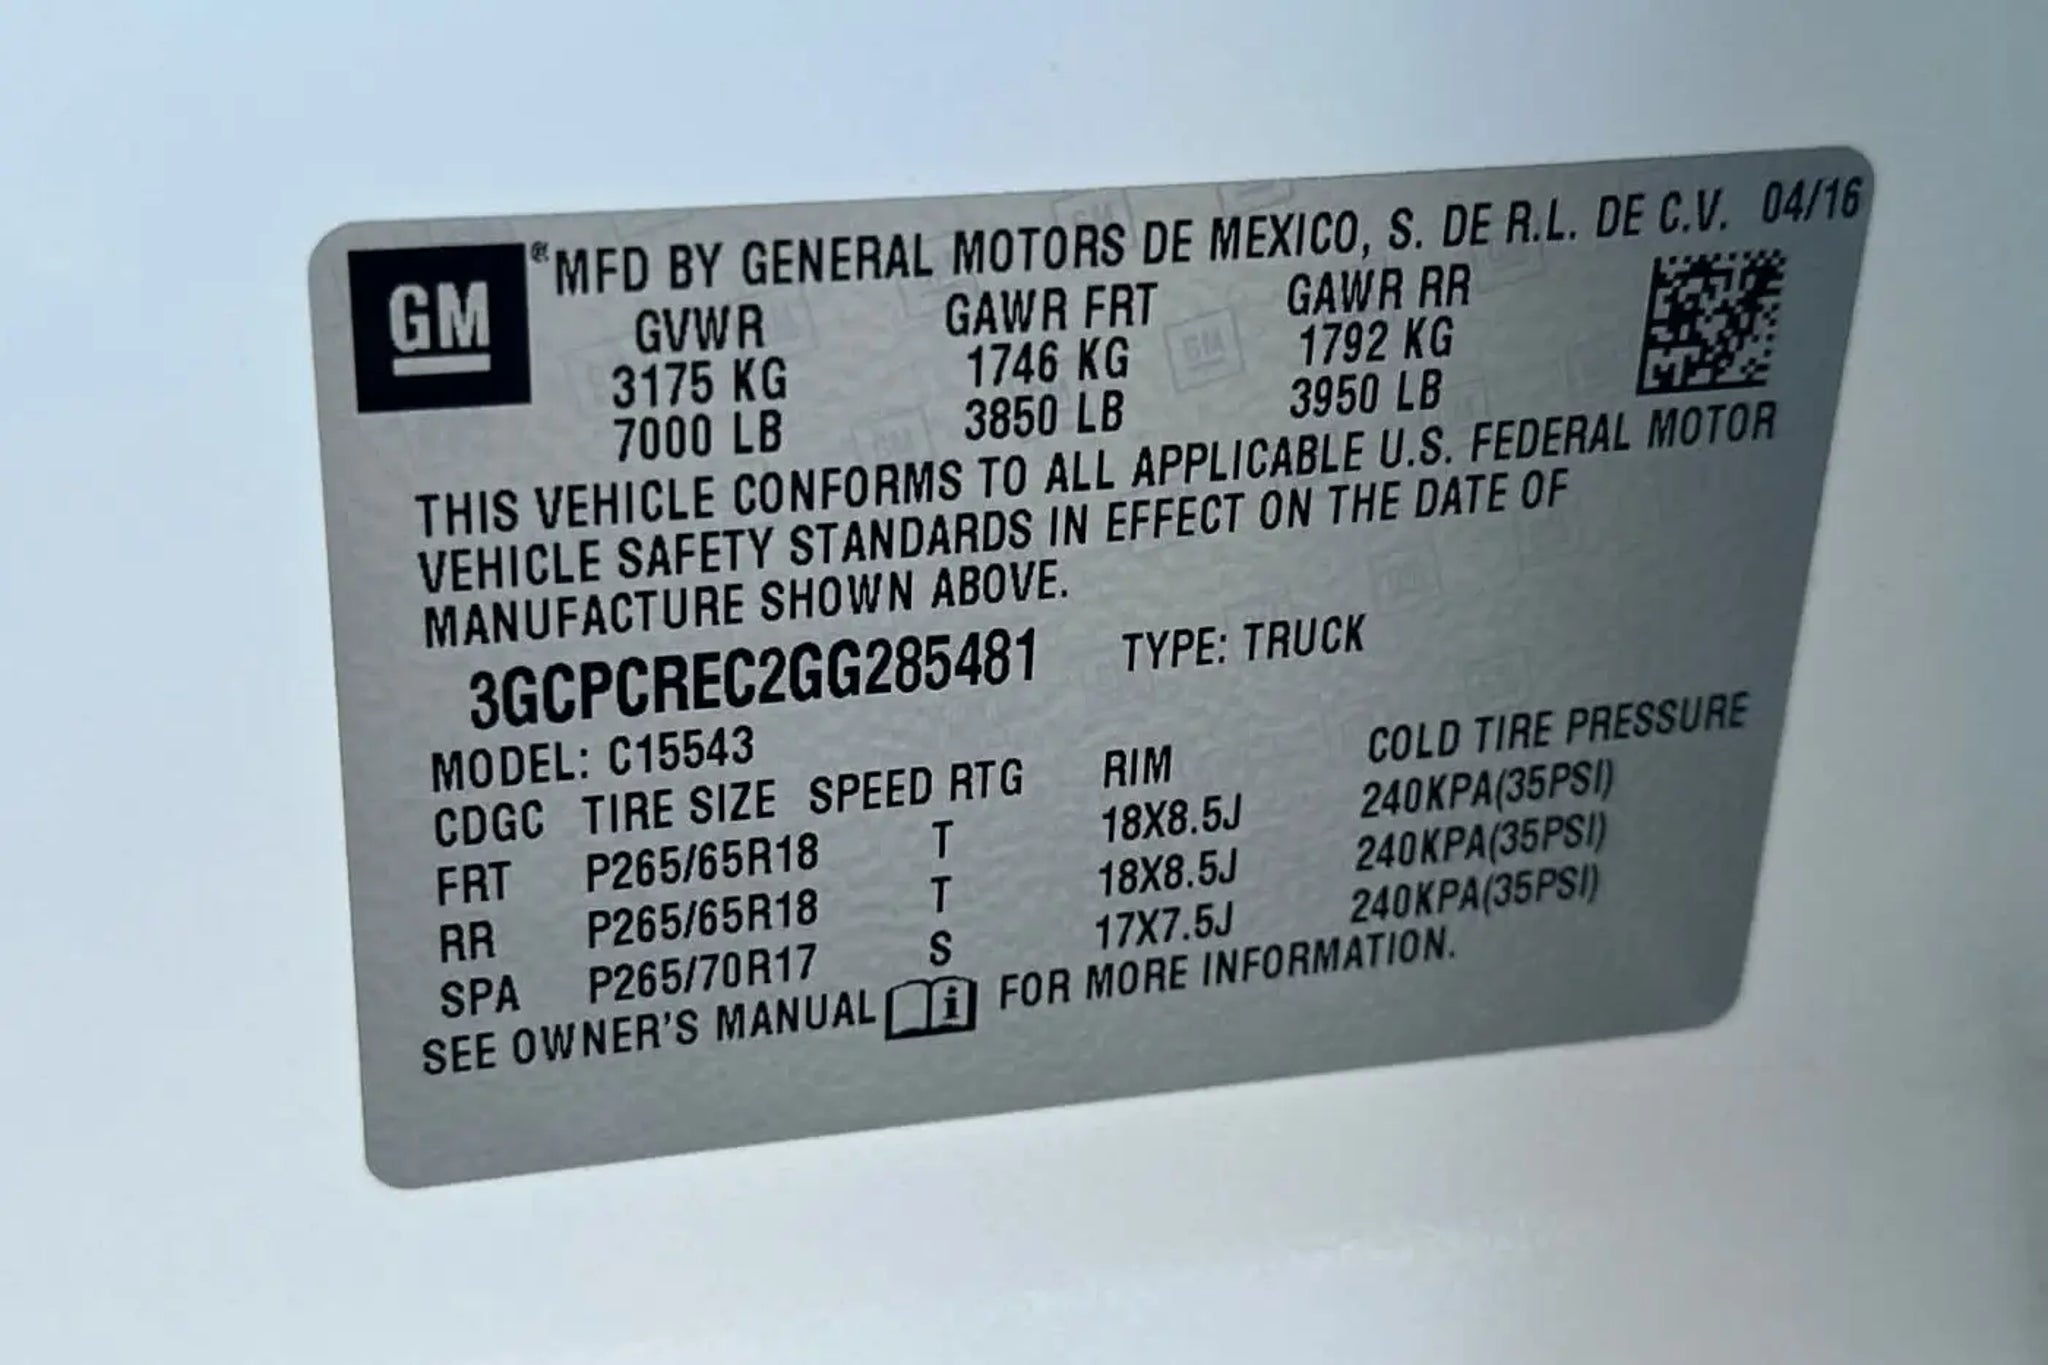 GM ® MFD BY GENERAL MOTORS DE MEXICO, S. DE R.L. DE C.V. 04/16
GVWR GAWR FRT GAWR RR
3175 KG 1746 KG 1792 KG
7000 LB 3850 LB 3950 LB
THIS VEHICLE CONFORMS TO ALL APPLICABLE U.S. FEDERAL MOTOR
VEHICLE SAFETY STANDARDS IN EFFECT ON THE DATE OF
MANUFACTURE SHOWN ABOVE.
3GCPCREC2GG285481 TYPE: TRUCK
MODEL: C15543
CDGC TIRE SIZE SPEED RTG RIM COLD TIRE PRESSURE
FRT P265/65R18 T 18X8.5J 240KPA(35PSI)
RR P265/65R18 T 18X8.5J 240KPA(35PSI)
SPA P265/70R17 S 17X7.5J 240KPA(35PSI)
SEE OWNER'S MANUAL i FOR MORE INFORMATION.